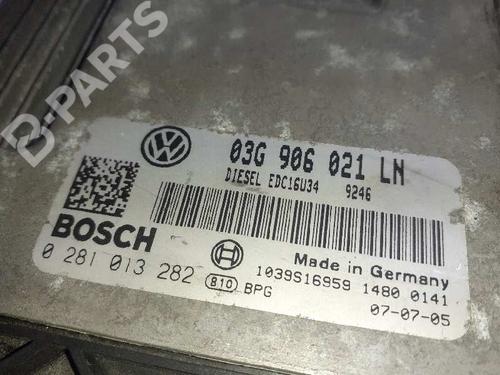 B-PARTS
03G 906 021 LN
DIESEL EDC16U34 9246
BOSCH
0 281 013 282 810 BPG
Made in Germany
1039S16959 1480 0141
07-07-05